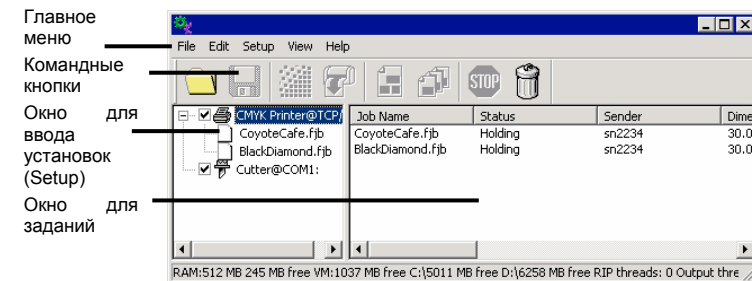 Главное
меню
Командные
кнопки
Окно для
ввода
установок
(Setup)
Окно для
заданий
File Edit Setup View Help
STOP
CMYK Printer@TCP/
CoyoteCafe.fjb
BlackDiamond.fjb
Cutter@COM1:
Job Name Status Sender Dime
CoyoteCafe.fjb Holding sn2234 30.0
BlackDiamond.fjb Holding sn2234 30.0
RAM:512 MB 245 MB free VM:1037 MB free C:\5011 MB free D:\6258 MB free RIP threads: 0 Output thre